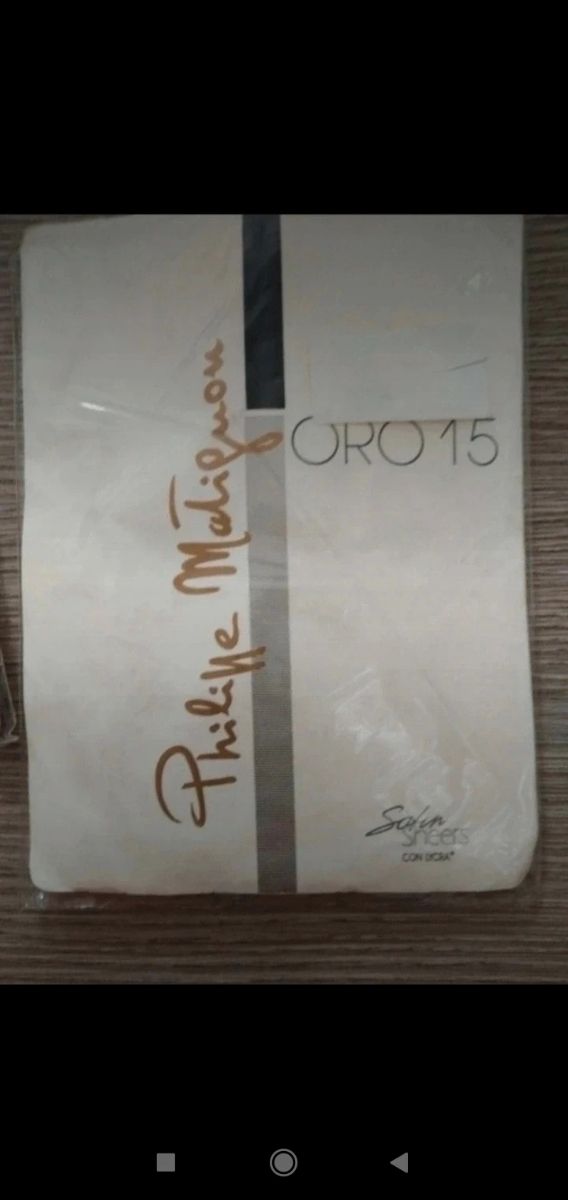 Philippe Matignon
ORO 15
Satin
Sheers
CON LYCRA®